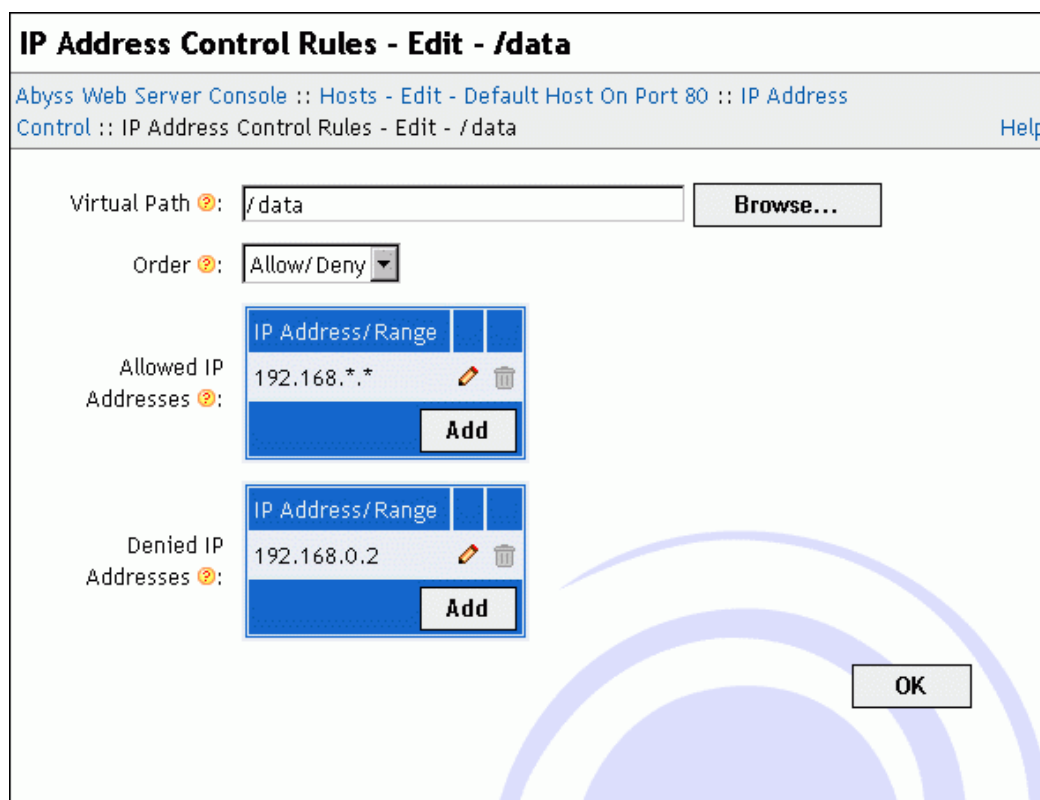 IP Address Control Rules - Edit - /data
Abyss Web Server Console :: Hosts - Edit - Default Host On Port 80 :: IP Address
Control :: IP Address Control Rules - Edit - /data
Help
Virtual Path ?: /data Browse...
Order ?: Allow/Deny
IP Address/Range
Allowed IP
Addresses ?:
192.168.*.*
Add
IP Address/Range
Denied IP
Addresses ?:
192.168.0.2
Add
OK